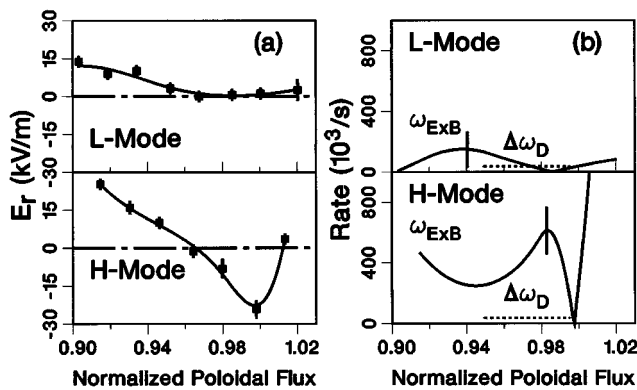 (a)
30
15
0
-15
-30
L-Mode
E_r (kV/m)
15
0
-15
-30
H-Mode
0.90 0.94 0.98 1.02
Normalized Poloidal Flux
(b)
L-Mode
800
400
0
ω_ExB
Δω_D
Rate (10^3/s)
H-Mode
800
400
0
ω_ExB
Δω_D
0.90 0.94 0.98 1.02
Normalized Poloidal Flux